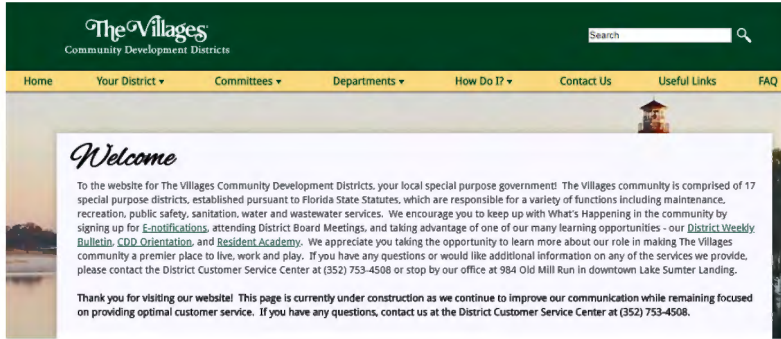 The Villages
Community Development Districts
Search
Home Your District Committees Departments How Do I? Contact Us Useful Links FAQ
Welcome
To the website for The Villages Community Development Districts, your local special purpose government! The Villages community is comprised of 17
special purpose districts, established pursuant to Florida State Statutes, which are responsible for a variety of functions including maintenance,
recreation, public safety, sanitation, water and wastewater services. We encourage you to keep up with What's Happening in the community by
signing up for E-notifications, attending District Board Meetings, and taking advantage of one of our many learning opportunities - our District Weekly
Bulletin, CDD Orientation, and Resident Academy. We appreciate you taking the opportunity to learn more about our role in making The Villages
community a premier place to live, work and play. If you have any questions or would like additional information on any of the services we provide,
please contact the District Customer Service Center at (352) 753-4508 or stop by our office at 984 Old Mill Run in downtown Lake Sumter Landing.
Thank you for visiting our website! This page is currently under construction as we continue to improve our communication while remaining focused
on providing optimal customer service. If you have any questions, contact us at the District Customer Service Center at (352) 753-4508.